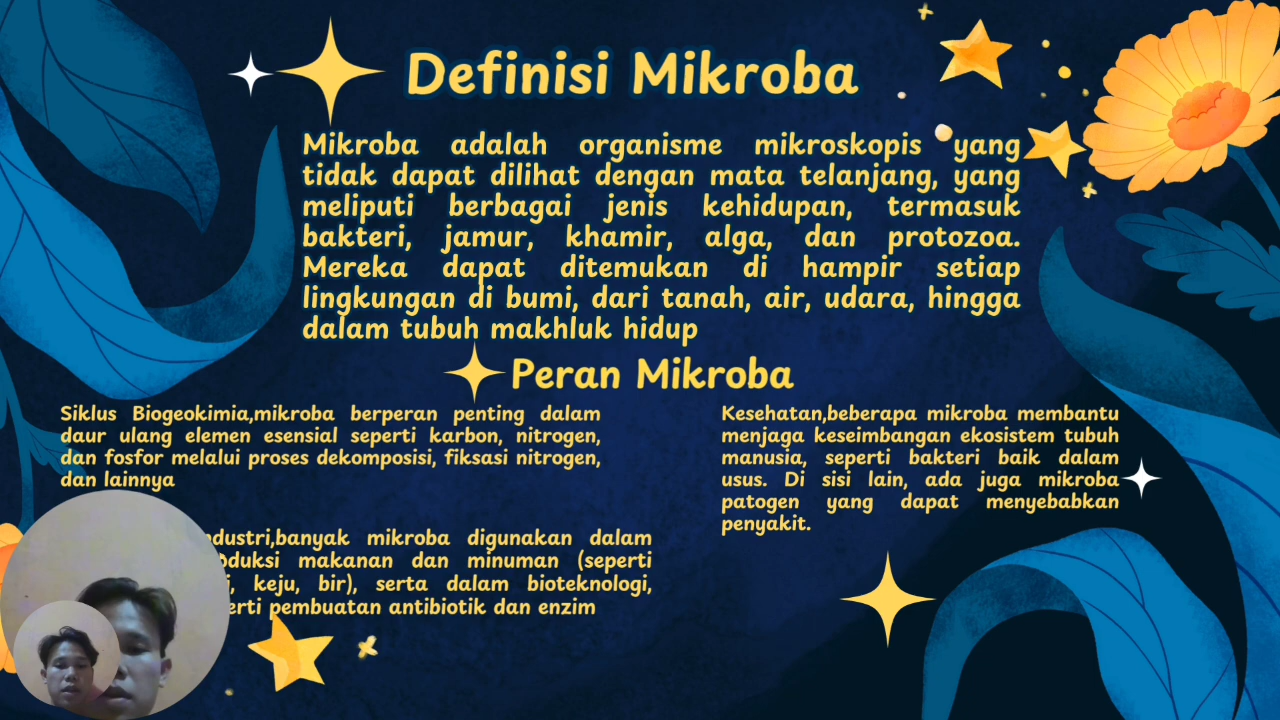 Definisi Mikroba
Mikroba adalah organisme mikroskopis yang
tidak dapat dilihat dengan mata telanjang, yang
meliputi berbagai jenis kehidupan, termasuk
bakteri, jamur, khamir, alga, dan protozoa.
Mereka dapat ditemukan di hampir setiap
lingkungan di bumi, dari tanah, air, udara, hingga
dalam tubuh makhluk hidup
Peran Mikroba
Siklus Biogeokimia,mikroba berperan penting dalam
daur ulang elemen esensial seperti karbon, nitrogen,
dan fosfor melalui proses dekomposisi, fiksasi nitrogen,
dan lainnya
ndustri,banyak mikroba digunakan dalam
oduksi makanan dan minuman (seperti
keju, bir), serta dalam bioteknologi,
erti pembuatan antibiotik dan enzim
Kesehatan,beberapa mikroba membantu
menjaga keseimbangan ekosistem tubuh
manusia, seperti bakteri baik dalam
usus. Di sisi lain, ada juga mikroba
patogen yang dapat menyebabkan
penyakit.